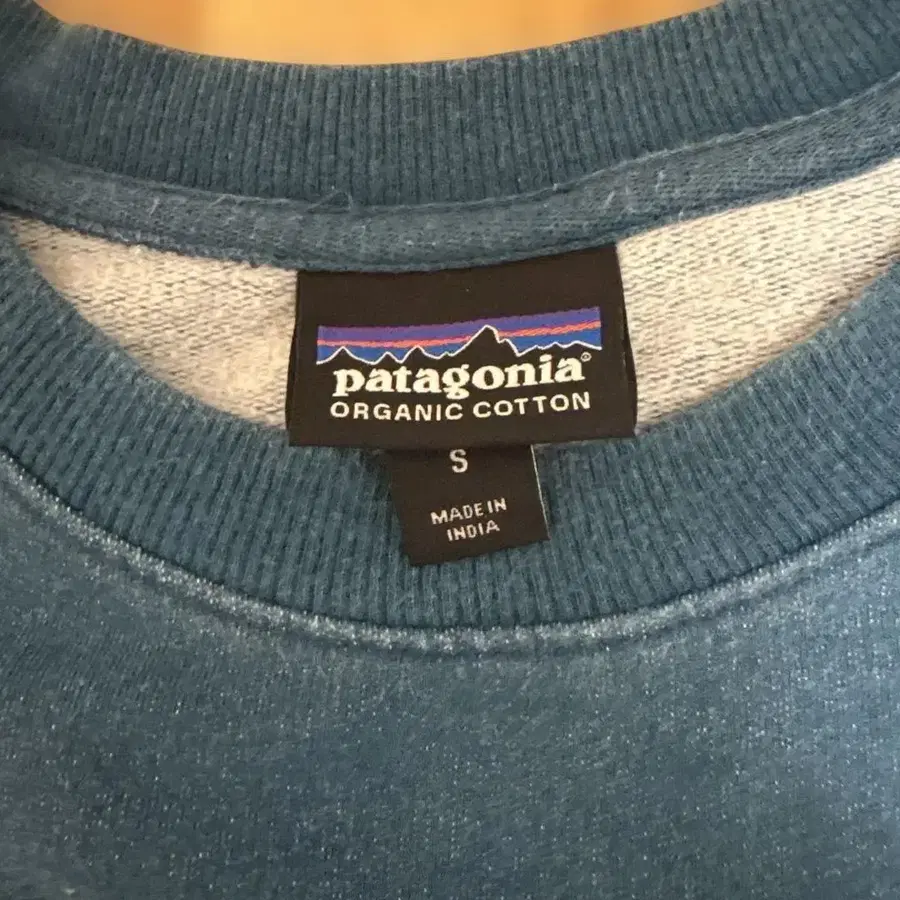 patagonia®
ORGANIC COTTON
S
MADE IN
INDIA